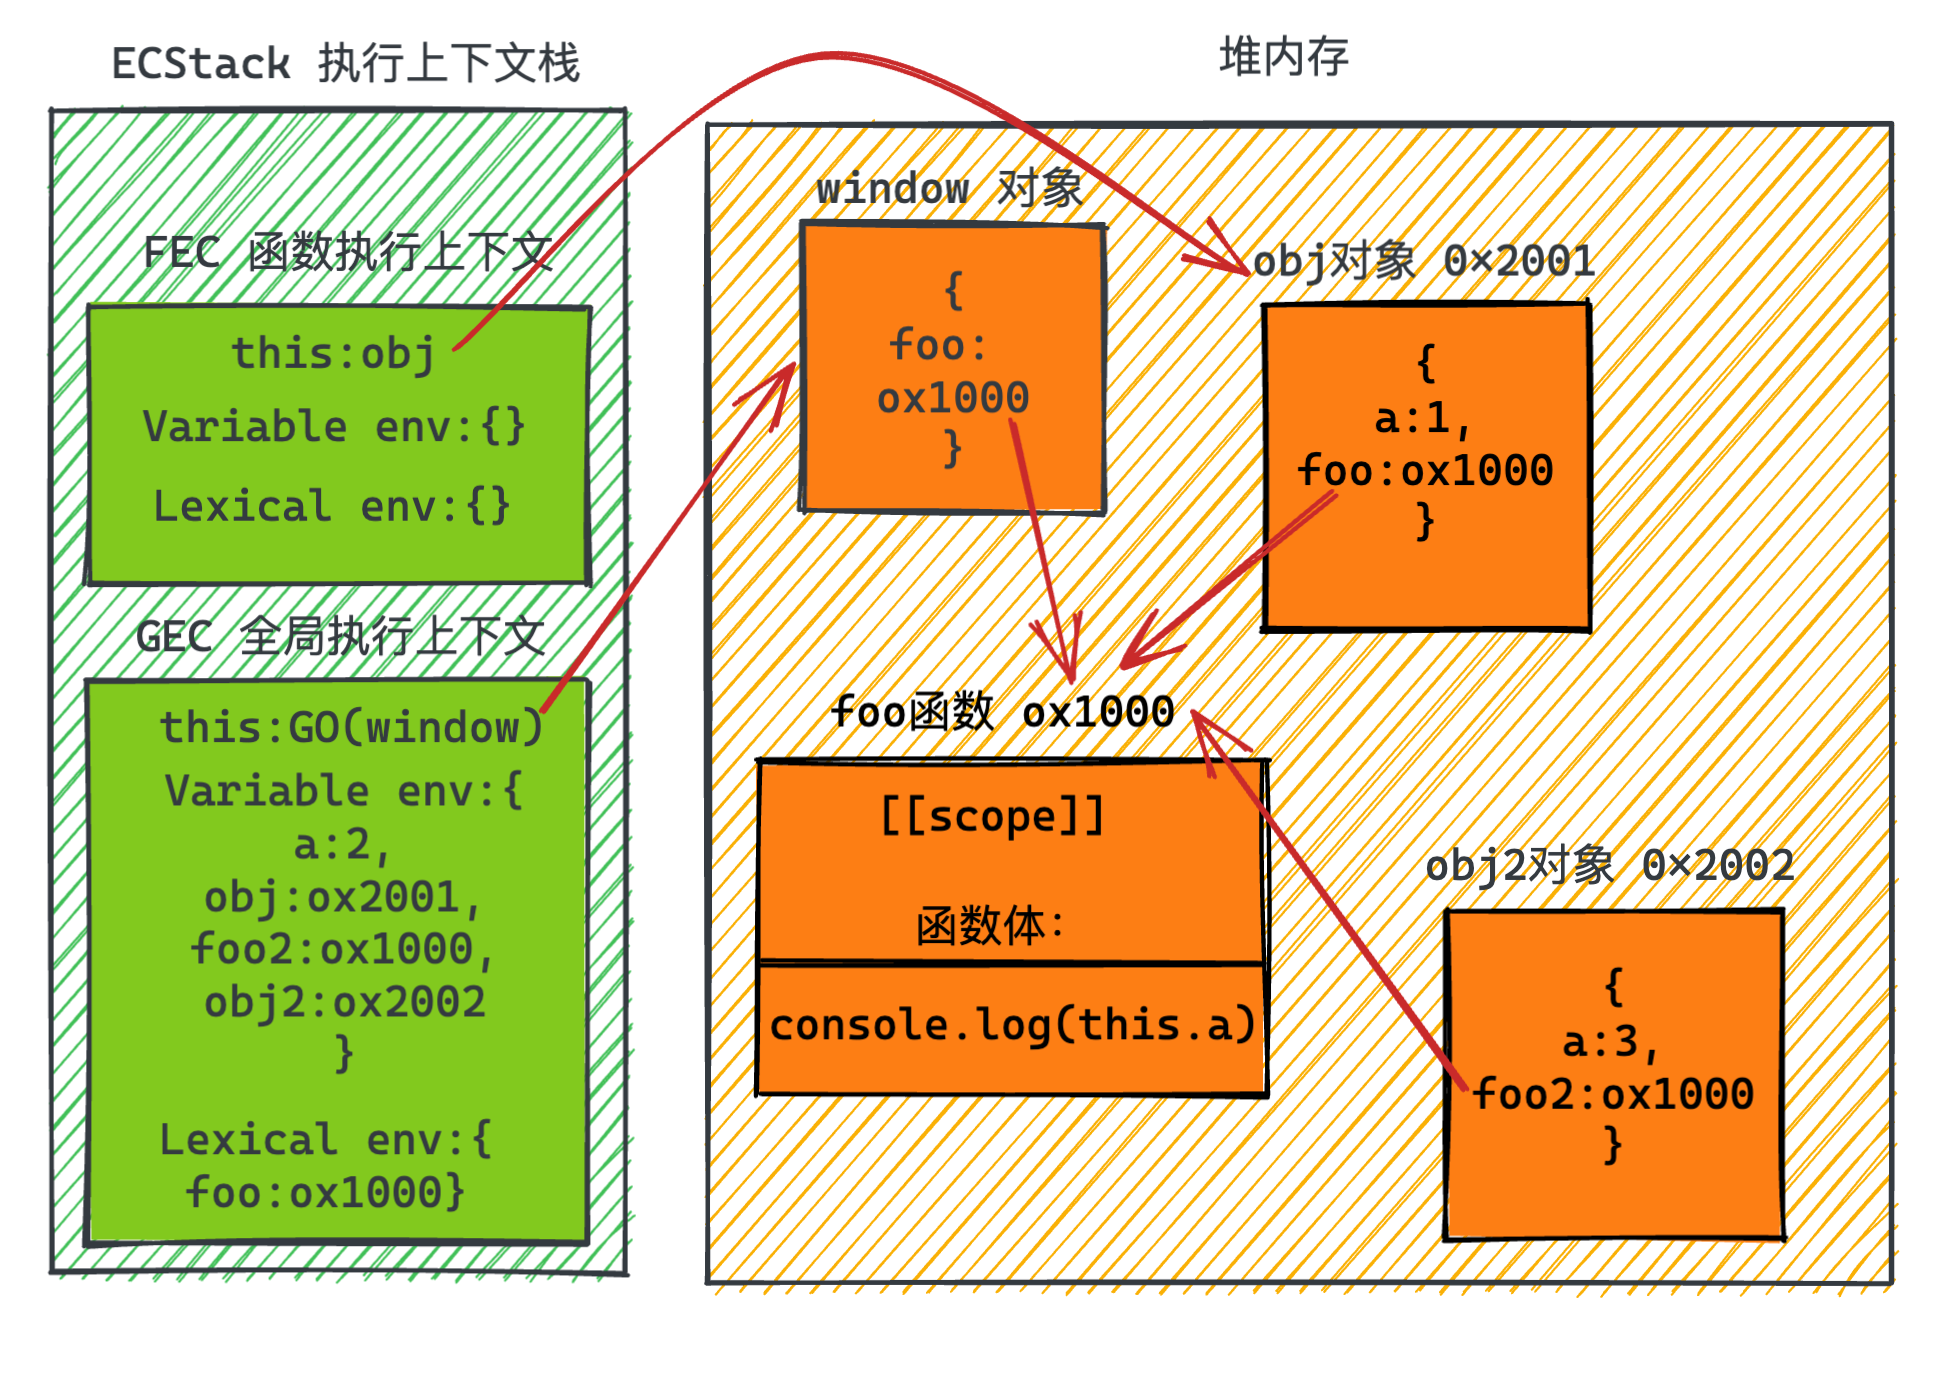 ECStack 执行上下文栈
FEC 函数执行上下文
this:obj
Variable env:{}
Lexical env:{}
GEC 全局执行上下文
this:GO(window)
Variable env:{
a:2,
obj:ox2001,
foo2:ox1000,
obj2:ox2002
}
Lexical env:{
foo:ox1000}
堆内存
window 对象
{
foo:
ox1000
}
obj对象 0×2001
{
a:1,
foo:ox1000
}
foo函数 ox1000
[[scope]]
函数体:
console.log(this.a)
obj2对象 0×2002
{
a:3,
foo2:ox1000
}